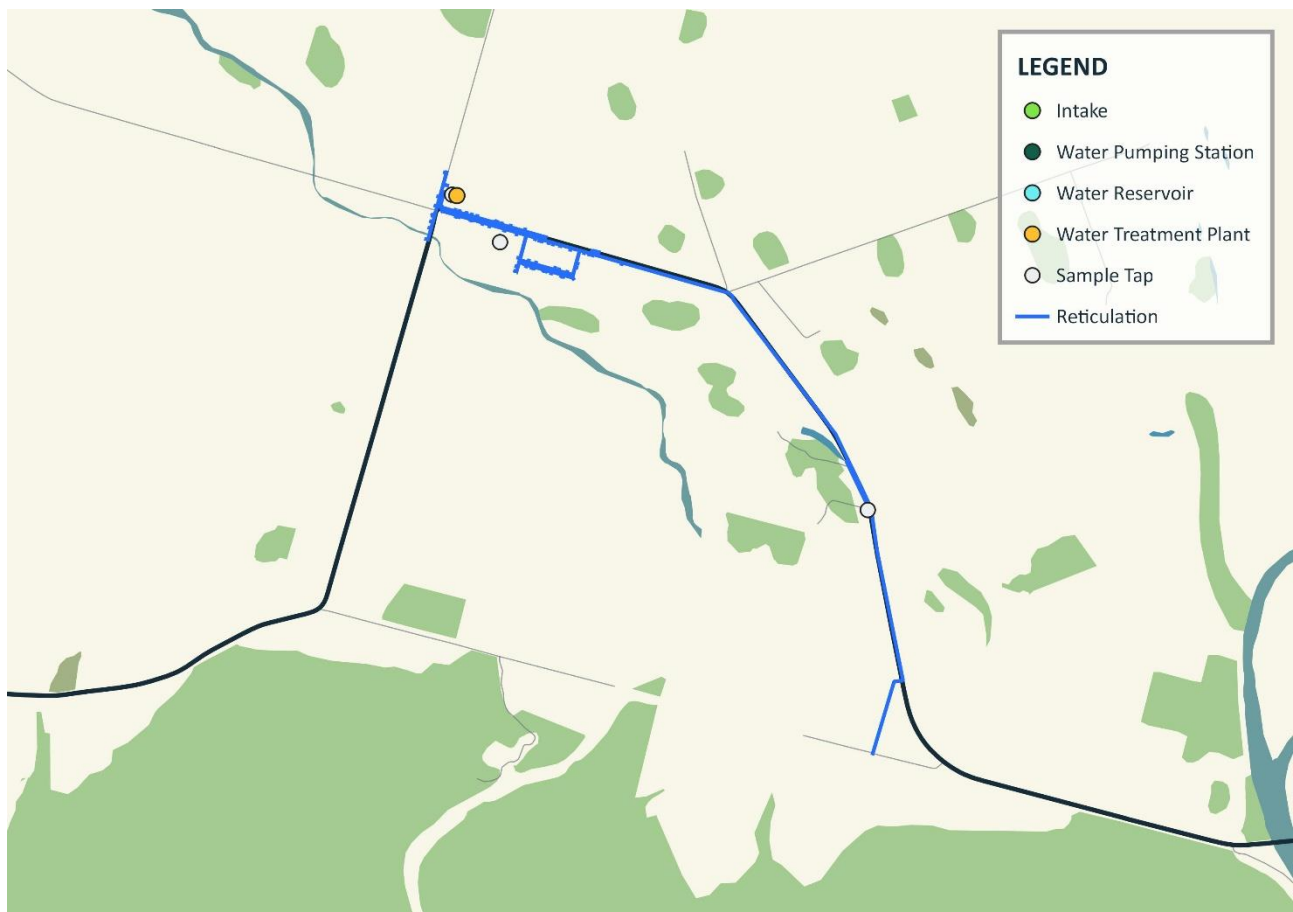 LEGEND
Intake
Water Pumping Station
Water Reservoir
Water Treatment Plant
Sample Tap
Reticulation